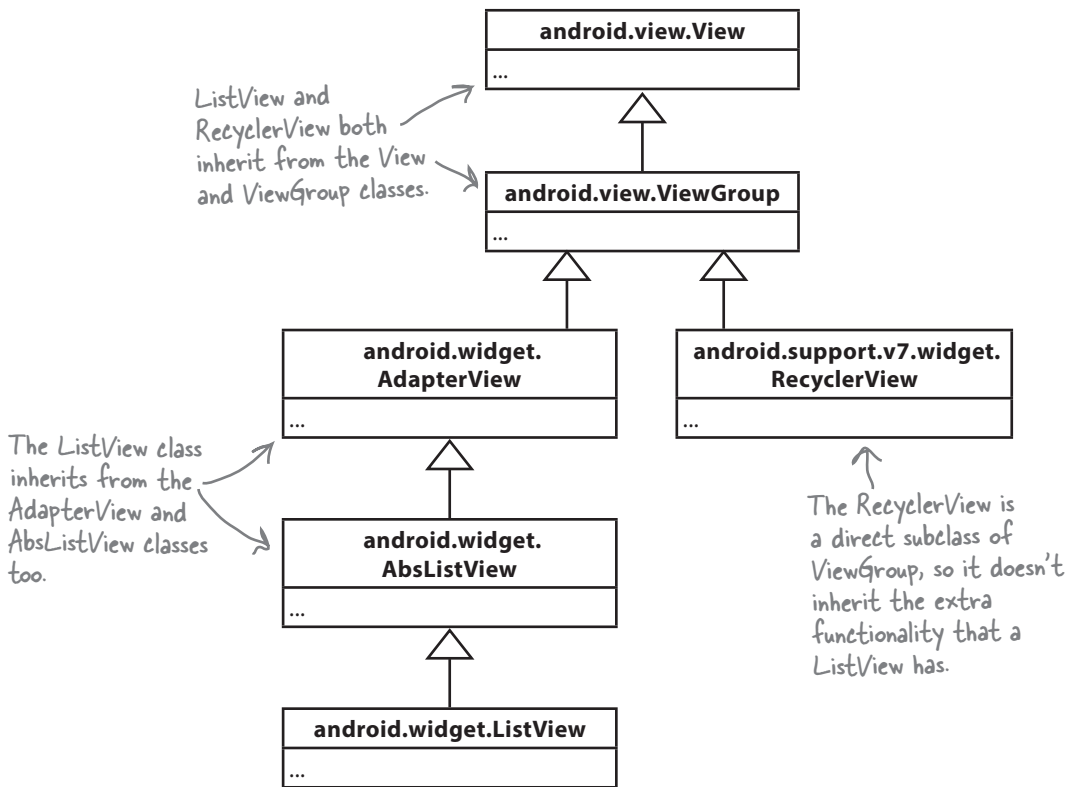 android.view.View
...
ListView and
RecyclerView both
inherit from the View
and ViewGroup classes.
android.view.ViewGroup
...
android.widget.
AdapterView
...
android.support.v7.widget.
RecyclerView
...
The ListView class
inherits from the
AdapterView and
AbsListView classes
too.
android.widget.
AbsListView
...
The RecyclerView is
a direct subclass of
ViewGroup, so it doesn't
inherit the extra
functionality that a
ListView has.
android.widget.ListView
...